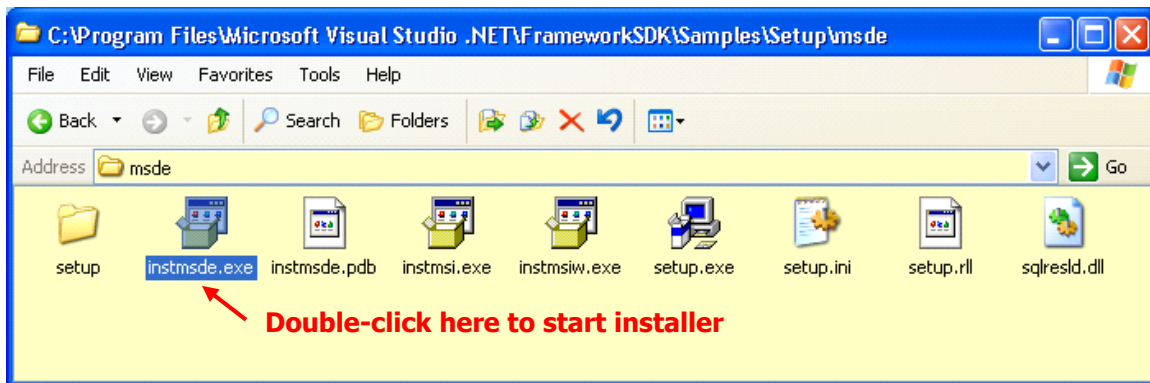 C:\Program Files\Microsoft Visual Studio .NET\FrameworkSDK\Samples\Setup\msde
File Edit View Favorites Tools Help
Back Search Folders
Address msde Go
setup instmsde.exe instmsde.pdb instmsi.exe instmsiw.exe setup.exe setup.ini setup.rll sqlresld.dll
Double-click here to start installer